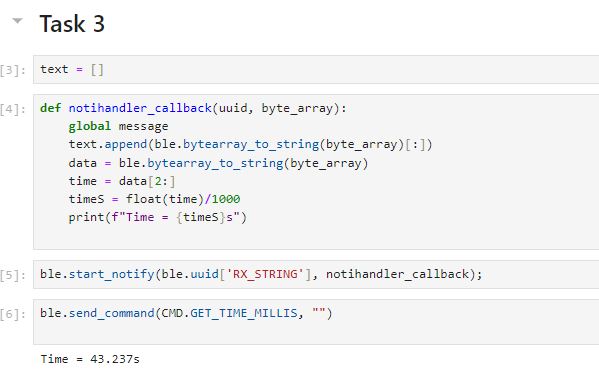 Task 3
[3]: text = []
[4]: def notihandler_callback(uuid, byte_array):
    global message
    text.append(ble.bytearray_to_string(byte_array)[:])
    data = ble.bytearray_to_string(byte_array)
    time = data[2:]
    timeS = float(time)/1000
    print(f"Time = {timeS}s")
[5]: ble.start_notify(ble.uuid['RX_STRING'], notihandler_callback);
[6]: ble.send_command(CMD.GET_TIME_MILLIS, "")
Time = 43.237s